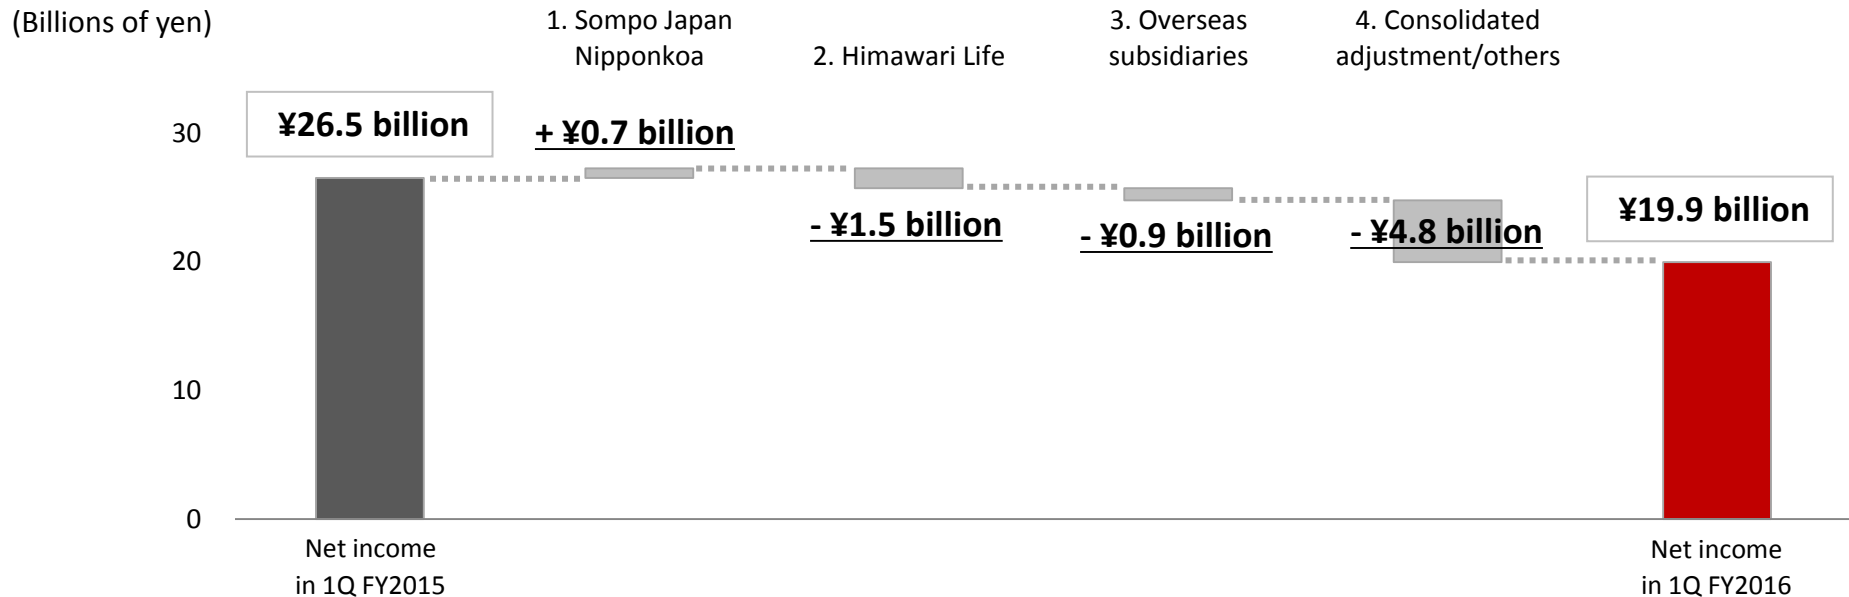 (Billions of yen)
1. Sompo Japan
Nipponkoa
2. Himawari Life
3. Overseas
subsidiaries
4. Consolidated
adjustment/others
¥26.5 billion
+ ¥0.7 billion
- ¥1.5 billion
- ¥0.9 billion
- ¥4.8 billion
¥19.9 billion
30
20
10
0
Net income
in 1Q FY2015
Net income
in 1Q FY2016